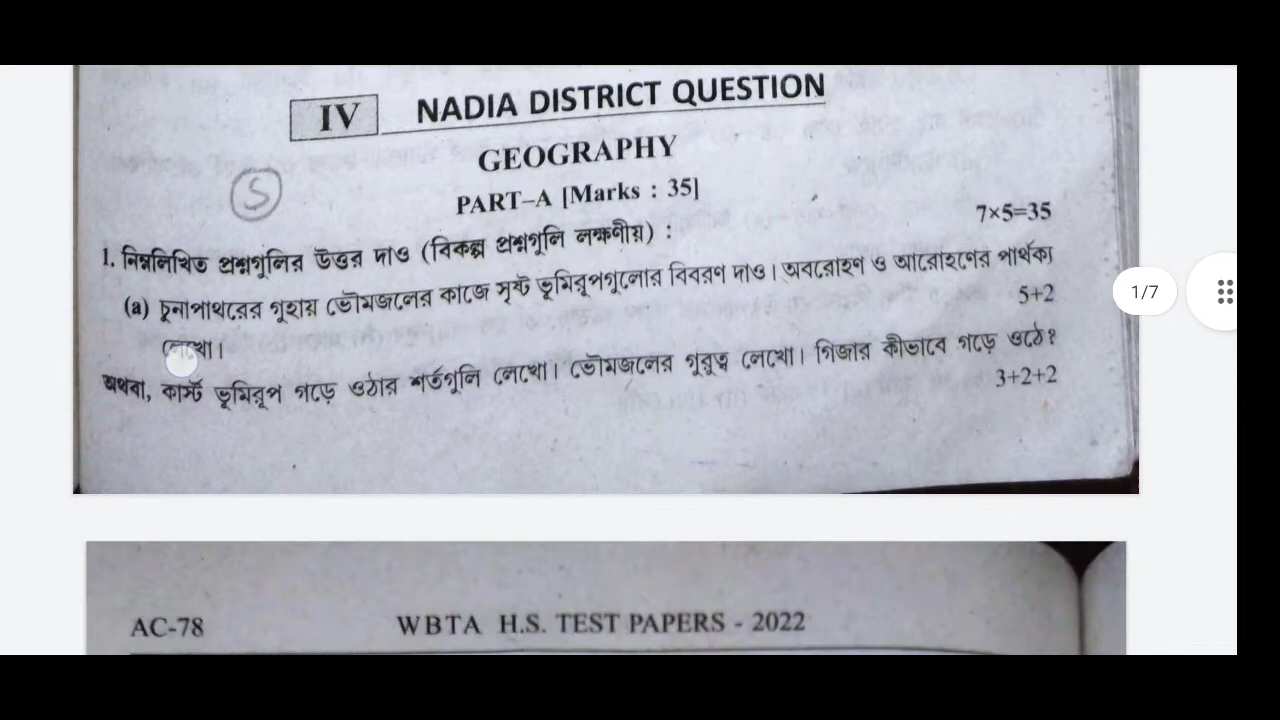 IV NADIA DISTRICT QUESTION
GEOGRAPHY
S
PART-A [Marks : 35]
7×5=35
1. নিম্নলিখিত প্রশ্নগুলির উত্তর দাও (বিকল্প প্রশ্নগুলি লক্ষণীয়) :
(a) চুনাপাথরের গুহায় ভৌমজলের কাজে সৃষ্ট ভূমিরূপগুলোর বিবরণ দাও। অবরোহণ ও আরোহণের পার্থক্য
লেখো। 5+2
অথবা, কার্স্ট ভূমিরূপ গড়ে ওঠার শর্তগুলি লেখো। ভৌমজলের গুরুত্ব লেখো। গিজার কীভাবে গড়ে ওঠে?
3+2+2
1/7
AC-78 WBTA H.S. TEST PAPERS - 2022